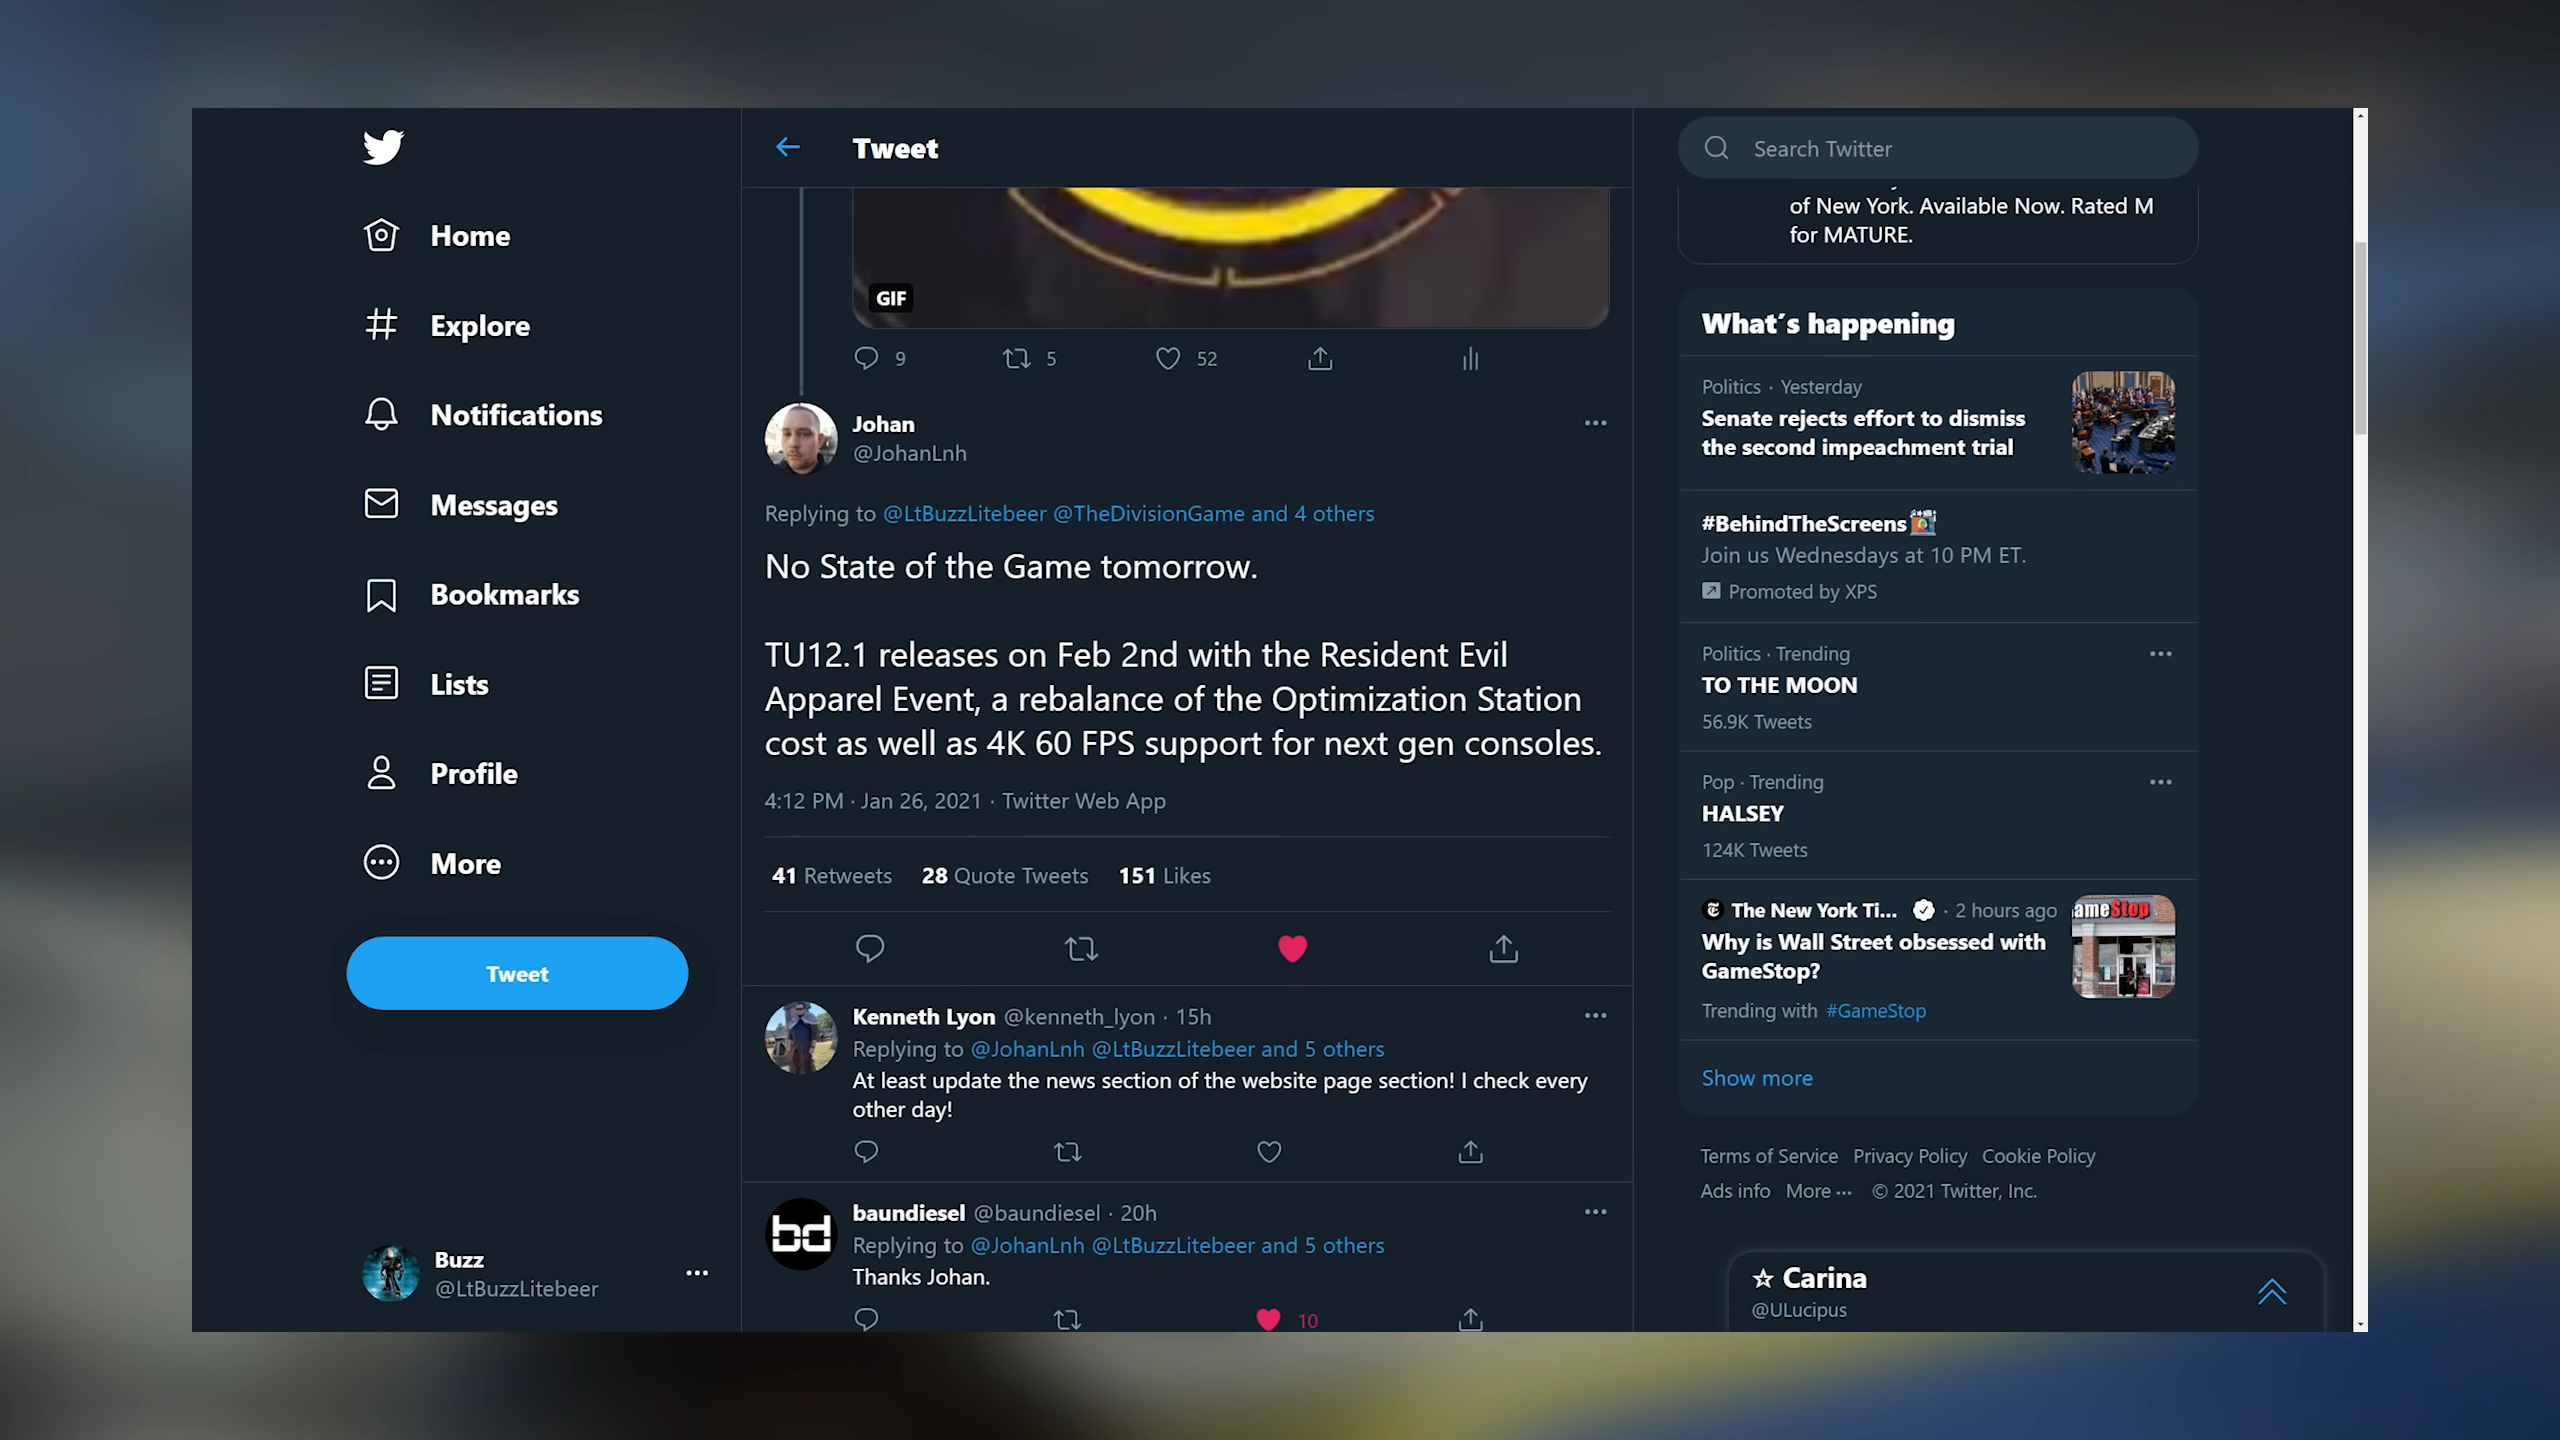 Home
Explore
Notifications
Messages
Bookmarks
Lists
Profile
More
Tweet
Buzz
@LtBuzzLitebeer
Tweet
GIF
9 5 52
Johan
@JohanLnh
Replying to @LtBuzzLitebeer @TheDivisionGame and 4 others
No State of the Game tomorrow.
TU12.1 releases on Feb 2nd with the Resident Evil
Apparel Event, a rebalance of the Optimization Station
cost as well as 4K 60 FPS support for next gen consoles.
4:12 PM · Jan 26, 2021 · Twitter Web App
41 Retweets 28 Quote Tweets 151 Likes
Kenneth Lyon @kenneth_lyon · 15h
Replying to @JohanLnh @LtBuzzLitebeer and 5 others
At least update the news section of the website page section! I check every
other day!
bd
baundiesel @baundiesel · 20h
Replying to @JohanLnh @LtBuzzLitebeer and 5 others
Thanks Johan.
10
Search Twitter
of New York. Available Now. Rated M
for MATURE.
What´s happening
Politics · Yesterday
Senate rejects effort to dismiss
the second impeachment trial
#BehindTheScreens
Join us Wednesdays at 10 PM ET.
Promoted by XPS
Politics · Trending
TO THE MOON
56.9K Tweets
Pop · Trending
HALSEY
124K Tweets
The New York Ti... · 2 hours ago
Why is Wall Street obsessed with
GameStop?
ameStop
Trending with #GameStop
Show more
Terms of Service Privacy Policy Cookie Policy
Ads info More ··· © 2021 Twitter, Inc.
☆ Carina
@ULucipus